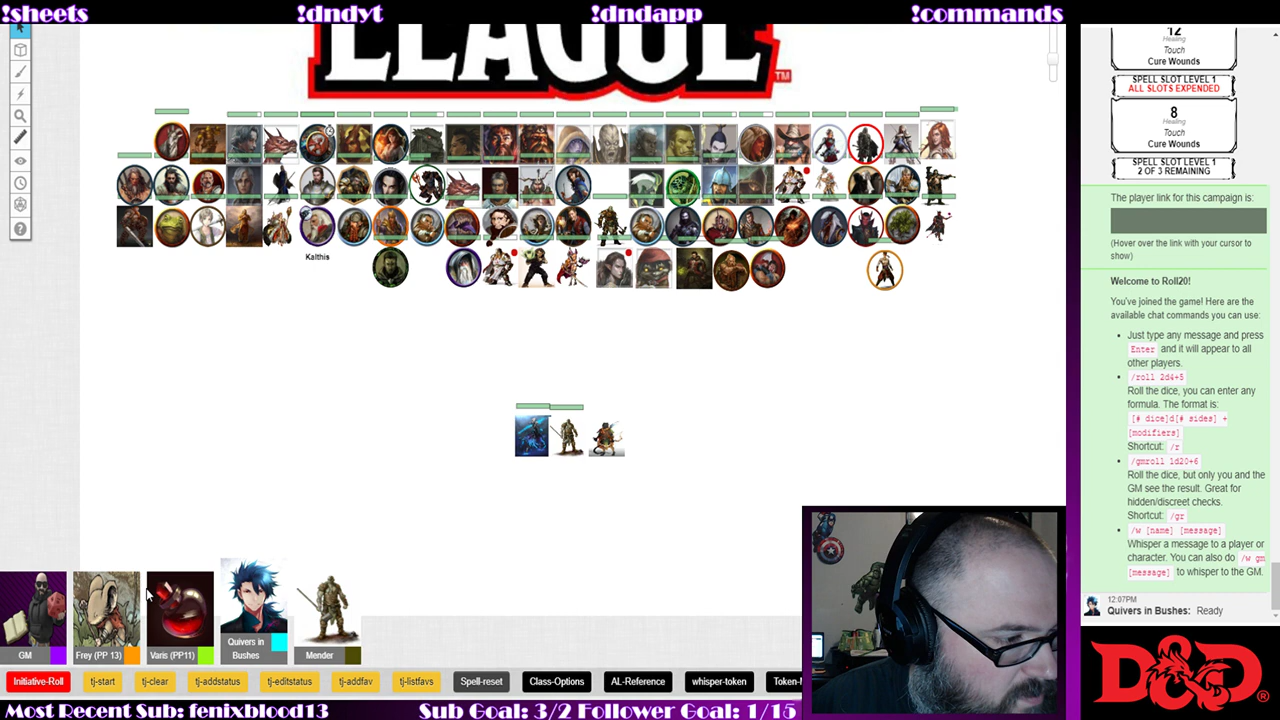 !sheets
!dndyt
!dndapp
!commands
LEAGUE
TM
12
Healing
Touch
Cure Wounds
SPELL SLOT LEVEL 1
ALL SLOTS EXPENDED
8
Healing
Touch
Cure Wounds
SPELL SLOT LEVEL 1
2 OF 3 REMAINING
The player link for this campaign is:
(Hover over the link with your cursor to
show)
Welcome to Roll20!
You've joined the game! Here are the
available chat commands you can use:
• Just type any message and press
Enter and it will appear to all
other players.
• /roll 2d4+5
Roll the dice, you can enter any
formula. The format is:
[# dice]d[# sides] +
[modifiers]
Shortcut: /r
• /gmroll 1d20+6
Roll the dice, but only you and the
GM see the result. Great for
hidden/discreet checks.
Shortcut: /gr
• /w [name] [message]
Whisper a message to a player or
character. You can also do /w gm
[message] to whisper to the GM.
12:07PM
Quivers in Bushes: Ready
Kalthis
GM
Frey (PP 13)
Varis (PP11)
Quivers in
Bushes
Mender
Initiative-Roll
tj-start
tj-clear
tj-addstatus
tj-editstatus
tj-addfav
tj-listfavs
Spell-reset
Class-Options
AL-Reference
whisper-token
Token-
D&D®
Most Recent Sub: fenixblood13
Sub Goal: 3/2 Follower Goal: 1/15